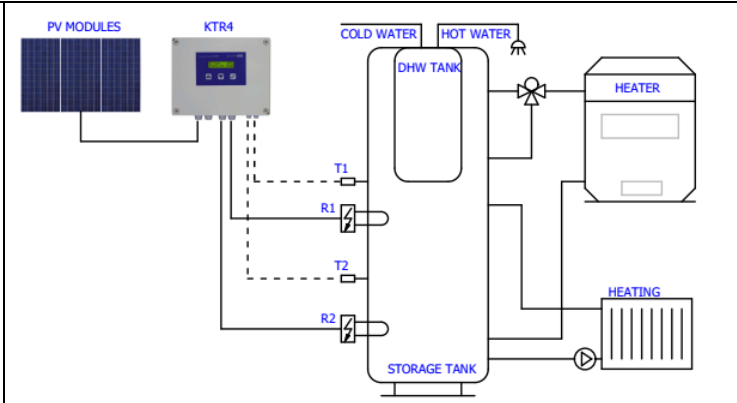 PV MODULES
KTR4
COLD WATER
HOT WATER
DHW TANK
HEATER
T1
R1
T2
HEATING
R2
STORAGE TANK